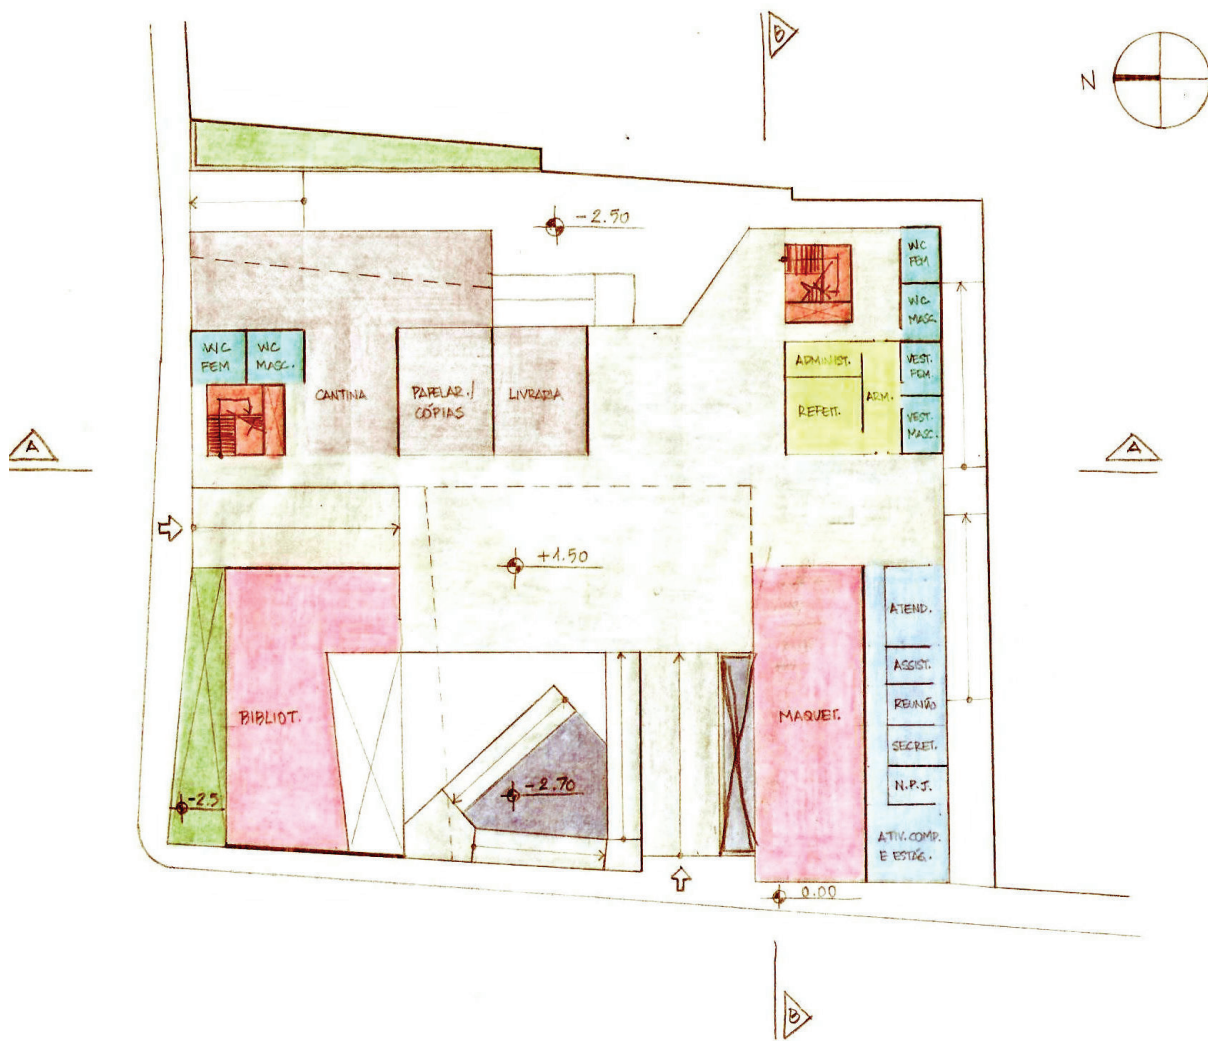 B
N
-2.50
WC
FEM
WC
MASC.
WC
FEM
WC
MASC.
CANTINA
PAPELAR./
CÓPIAS
LIVRARIA
ADMINIST.
REFEIT.
ARM.
VEST.
FEM.
VEST.
MASC.
A
A
+1.50
BIBLIOT.
-2.5
-2.70
MAQUET.
ATEND.
ASSIST.
REUNIÃO
SECRET.
N.P.J.
ATIV. COMP.
E ESTÁG.
0.00
B